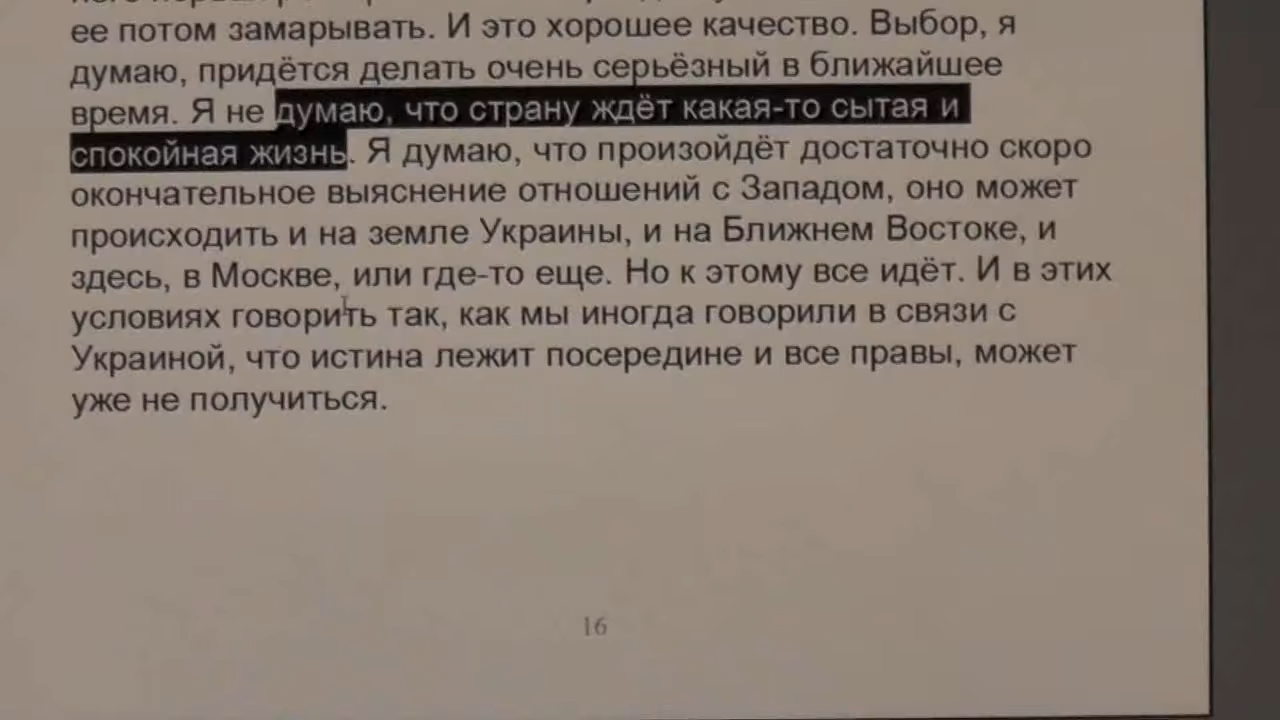 ее потом замарывать. И это хорошее качество. Выбор, я
думаю, придётся делать очень серьёзный в ближайшее
время. Я не думаю, что страну ждёт какая-то сытая и
спокойная жизнь. Я думаю, что произойдёт достаточно скоро
окончательное выяснение отношений с Западом, оно может
происходить и на земле Украины, и на Ближнем Востоке, и
здесь, в Москве, или где-то еще. Но к этому все идёт. И в этих
условиях говорить так, как мы иногда говорили в связи с
Украиной, что истина лежит посередине и все правы, может
уже не получиться.
16